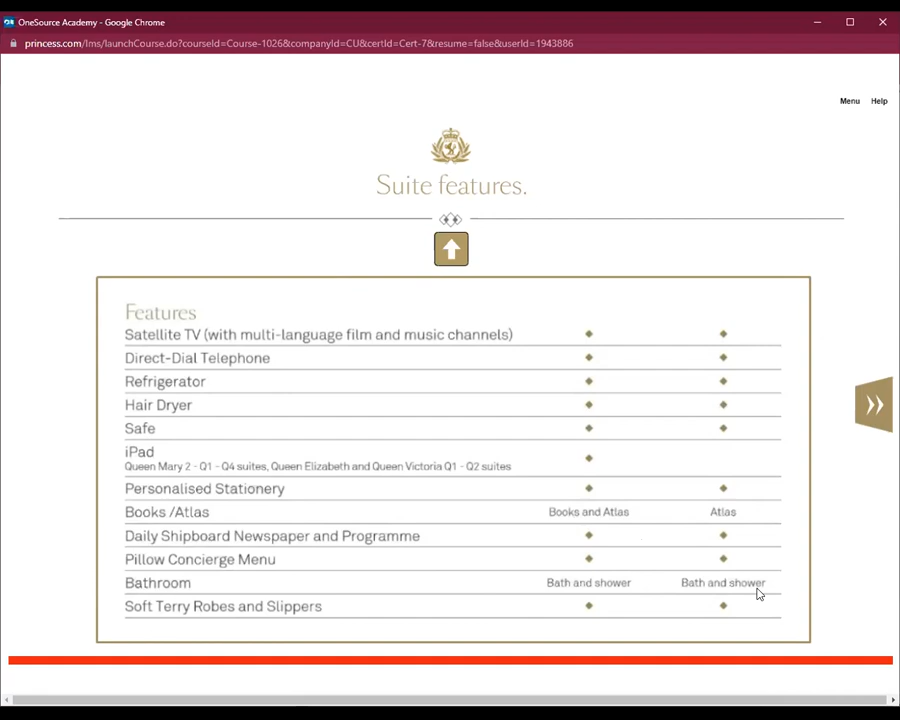 OneSource Academy - Google Chrome
princess.com/lms/launchCourse.do?courseId=Course-1026&companyId=CU&certId=Cert-7&resume=false&userId=1943886
Menu Help
Suite features.
Features
Satellite TV (with multi-language film and music channels)
Direct-Dial Telephone
Refrigerator
Hair Dryer
Safe
iPad
Queen Mary 2 - Q1 - Q4 suites, Queen Elizabeth and Queen Victoria Q1 - Q2 suites
Personalised Stationery
Books /Atlas Books and Atlas Atlas
Daily Shipboard Newspaper and Programme
Pillow Concierge Menu
Bathroom Bath and shower Bath and shower
Soft Terry Robes and Slippers